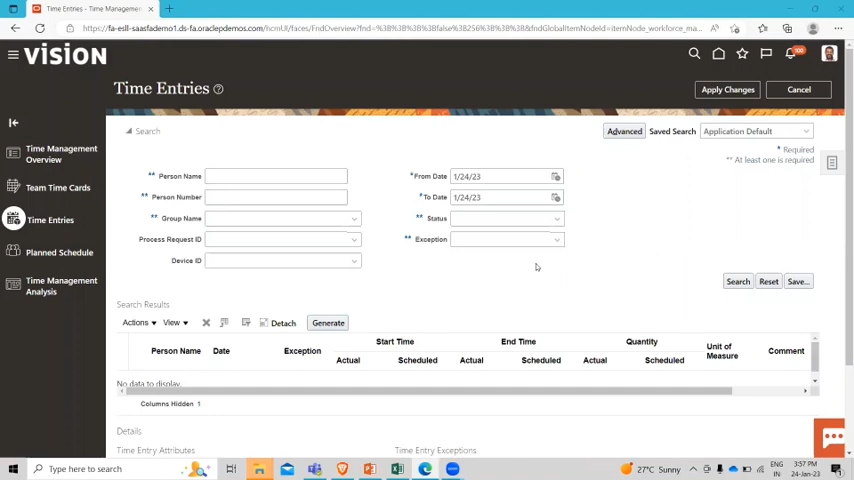 Time Entries - Time Managemen
https://fa-esll-saasfademo1.ds-fa.oraclepdemos.com/hcmUI/faces/FndOverview?fnd=%3B%3B%3B%3Bfalse%3B256%3B%3B%3B&fndGlobalItemNodeId=itemNode_workforce_ma...
VISION
100
Time Entries
Apply Changes
Cancel
Search
Advanced
Saved Search
Application Default
* Required
** At least one is required
Time Management
Overview
Team Time Cards
Time Entries
Planned Schedule
Time Management
Analysis
** Person Name
*From Date
1/24/23
** Person Number
*To Date
1/24/23
** Group Name
** Status
Process Request ID
** Exception
Device ID
Search
Reset
Save...
Search Results
Actions
View
Detach
Generate
Start Time
End Time
Quantity
Person Name
Date
Exception
Actual
Scheduled
Actual
Scheduled
Actual
Scheduled
Unit of
Measure
Comment
No data to display.
Columns Hidden 1
Details
Time Entry Attributes
Time Entry Exceptions
Type here to search
27°C Sunny
ENG
IN
3:57 PM
24-Jan-23